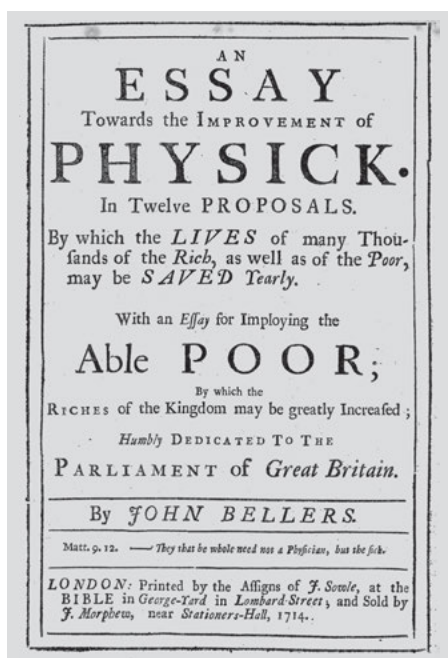 AN
ESSAY
Towards the IMPROVEMENT of
PHYSICK.
In Twelve PROPOSALS.
By which the LIVES of many Thou-
ſands of the Rich, as well as of the Poor,
may be SAVED Yearly.
With an Eſſay for Imploying the
Able POOR;
By which the
RICHES of the Kingdom may be greatly Increaſed;
Humbly DEDICATED TO THE
PARLIAMENT of Great Britain.
By JOHN BELLERS.
Matt. 9. 12. —— They that be whole need not a Phyſician, but the ſick.
LONDON: Printed by the Aſſigns of J. Sowle, at the
BIBLE in George-Yard in Lombard-Street; and Sold by
J. Morphew, near Stationers-Hall, 1714.